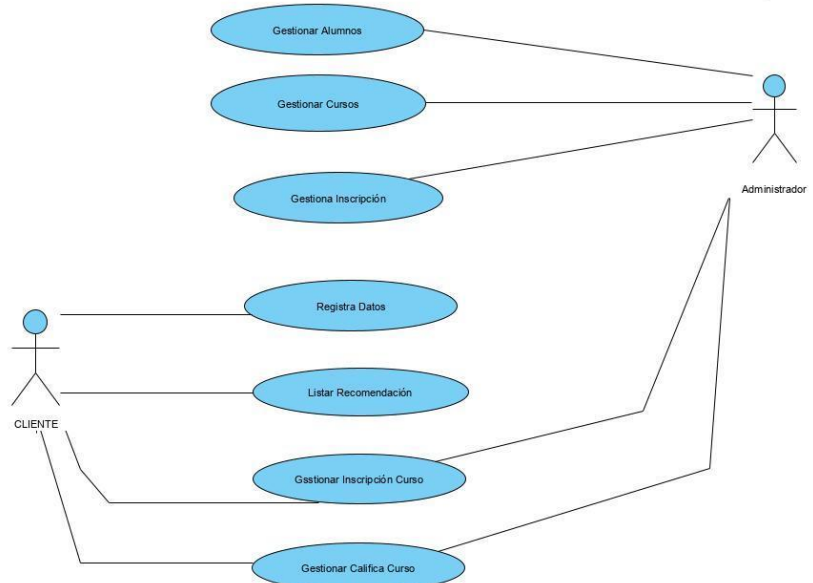 Gestionar Alumnos
Gestionar Cursos
Administrador
Gestiona Inscripción
Registra Datos
Listar Recomendación
CLIENTE
Gsstionar Inscripción Curso
Gestionar Califica Curso